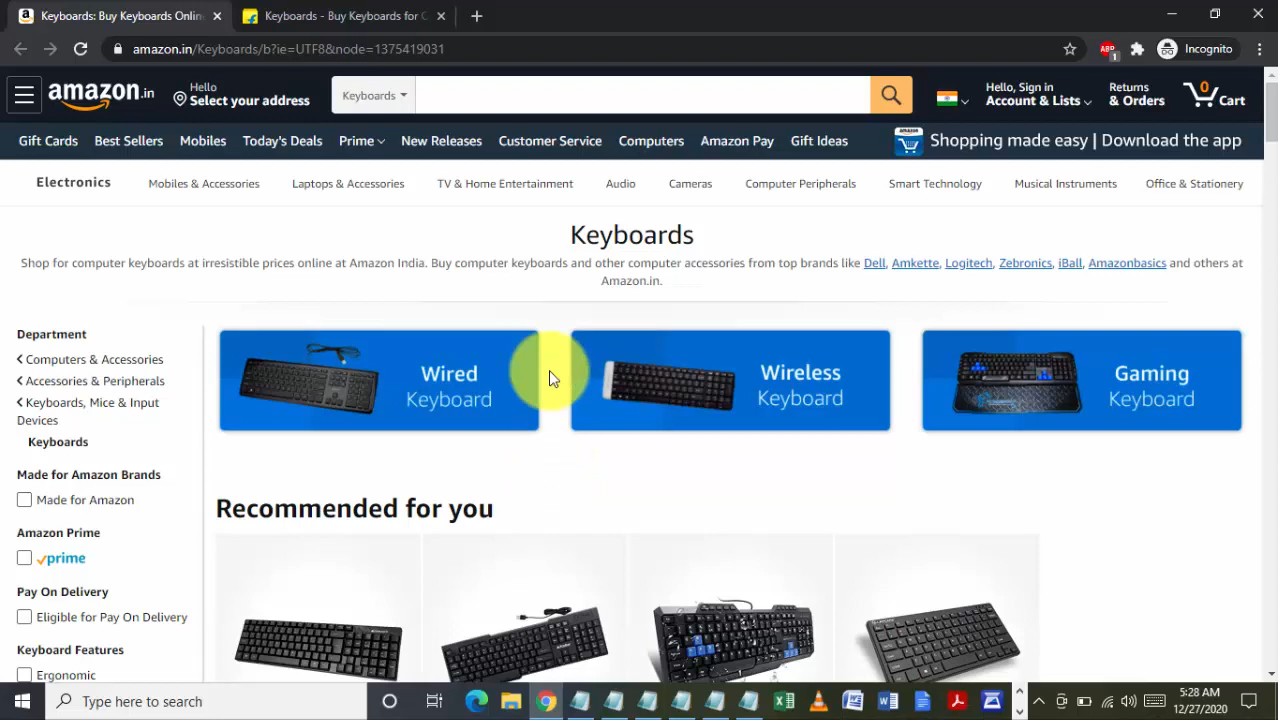 Keyboards: Buy Keyboards Onlin
Keyboards - Buy Keyboards for C
amazon.in/Keyboards/b?ie=UTF8&node=1375419031
ABP
1
Incognito
amazon.in
Hello
Select your address
Keyboards
Hello, Sign in
Account & Lists
Returns
& Orders
0
Cart
Gift Cards
Best Sellers
Mobiles
Today's Deals
Prime
New Releases
Customer Service
Computers
Amazon Pay
Gift Ideas
amazon
Shopping made easy | Download the app
Electronics
Mobiles & Accessories
Laptops & Accessories
TV & Home Entertainment
Audio
Cameras
Computer Peripherals
Smart Technology
Musical Instruments
Office & Stationery
Keyboards
Shop for computer keyboards at irresistible prices online at Amazon India. Buy computer keyboards and other computer accessories from top brands like Dell, Amkette, Logitech, Zebronics, iBall, Amazonbasics and others at
Amazon.in.
Department
Computers & Accessories
Accessories & Peripherals
Keyboards, Mice & Input
Devices
Keyboards
Made for Amazon Brands
Made for Amazon
Amazon Prime
prime
Pay On Delivery
Eligible for Pay On Delivery
Keyboard Features
Ergonomic
Wired
Keyboard
Wireless
Keyboard
Gaming
Keyboard
Recommended for you
Type here to search
5:28 AM
12/27/2020